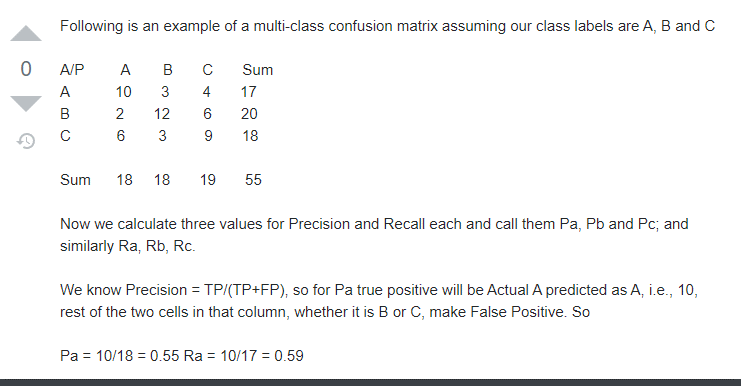 Following is an example of a multi-class confusion matrix assuming our class labels are A, B and C
0
A/P A B C Sum
A 10 3 4 17
B 2 12 6 20
C 6 3 9 18
Sum 18 18 19 55
Now we calculate three values for Precision and Recall each and call them Pa, Pb and Pc; and
similarly Ra, Rb, Rc.
We know Precision = TP/(TP+FP), so for Pa true positive will be Actual A predicted as A, i.e., 10,
rest of the two cells in that column, whether it is B or C, make False Positive. So
Pa = 10/18 = 0.55 Ra = 10/17 = 0.59